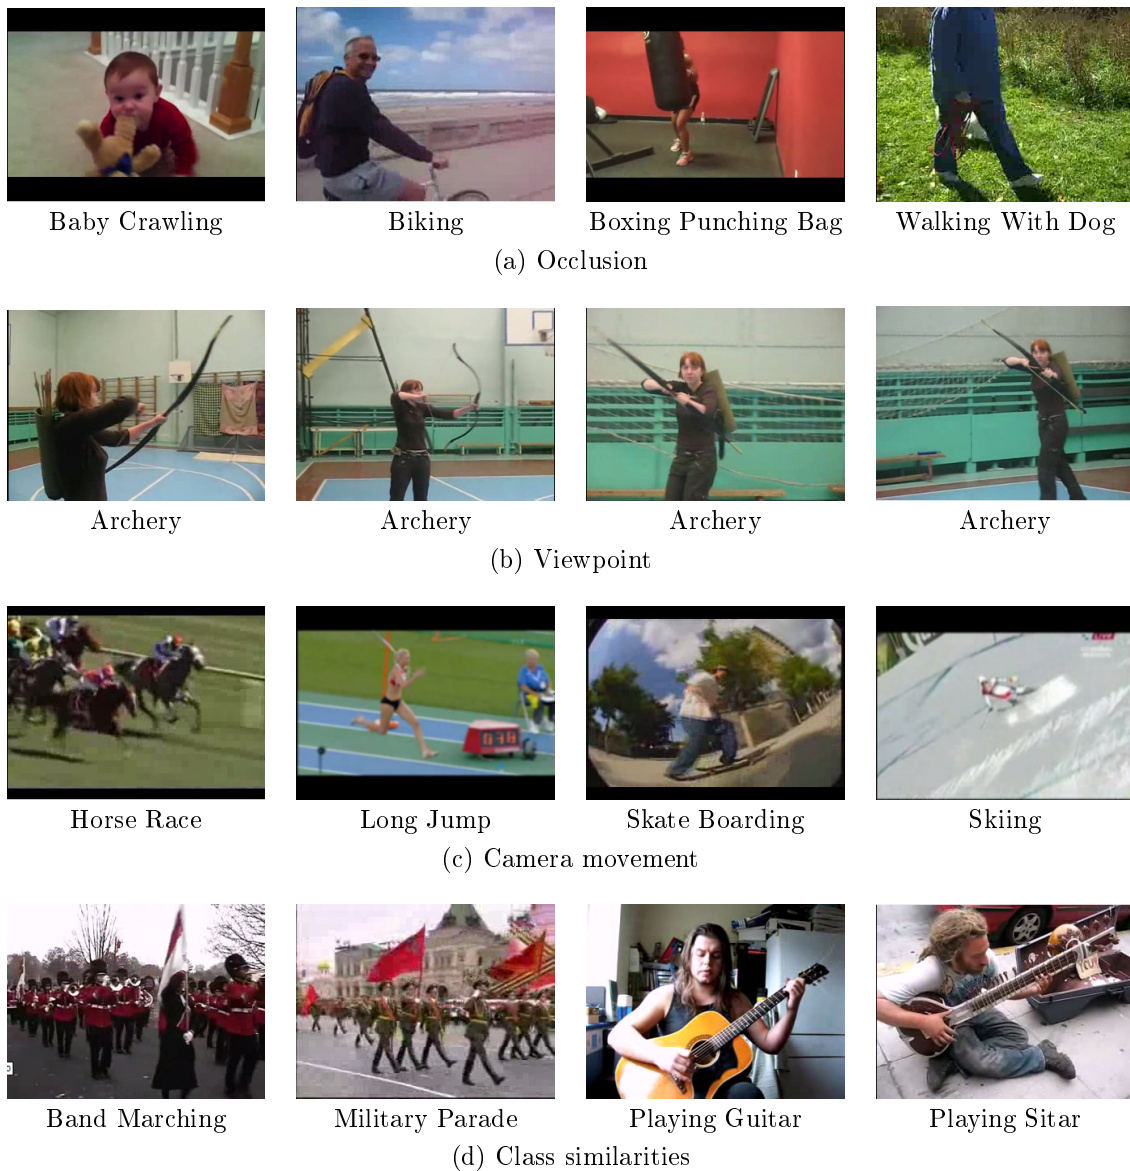 Baby Crawling
Biking
Boxing Punching Bag
Walking With Dog
(a) Occlusion
Archery
Archery
Archery
Archery
(b) Viewpoint
LIVE
Horse Race
Long Jump
Skate Boarding
Skiing
(c) Camera movement
Band Marching
Military Parade
Playing Guitar
Playing Sitar
(d) Class similarities